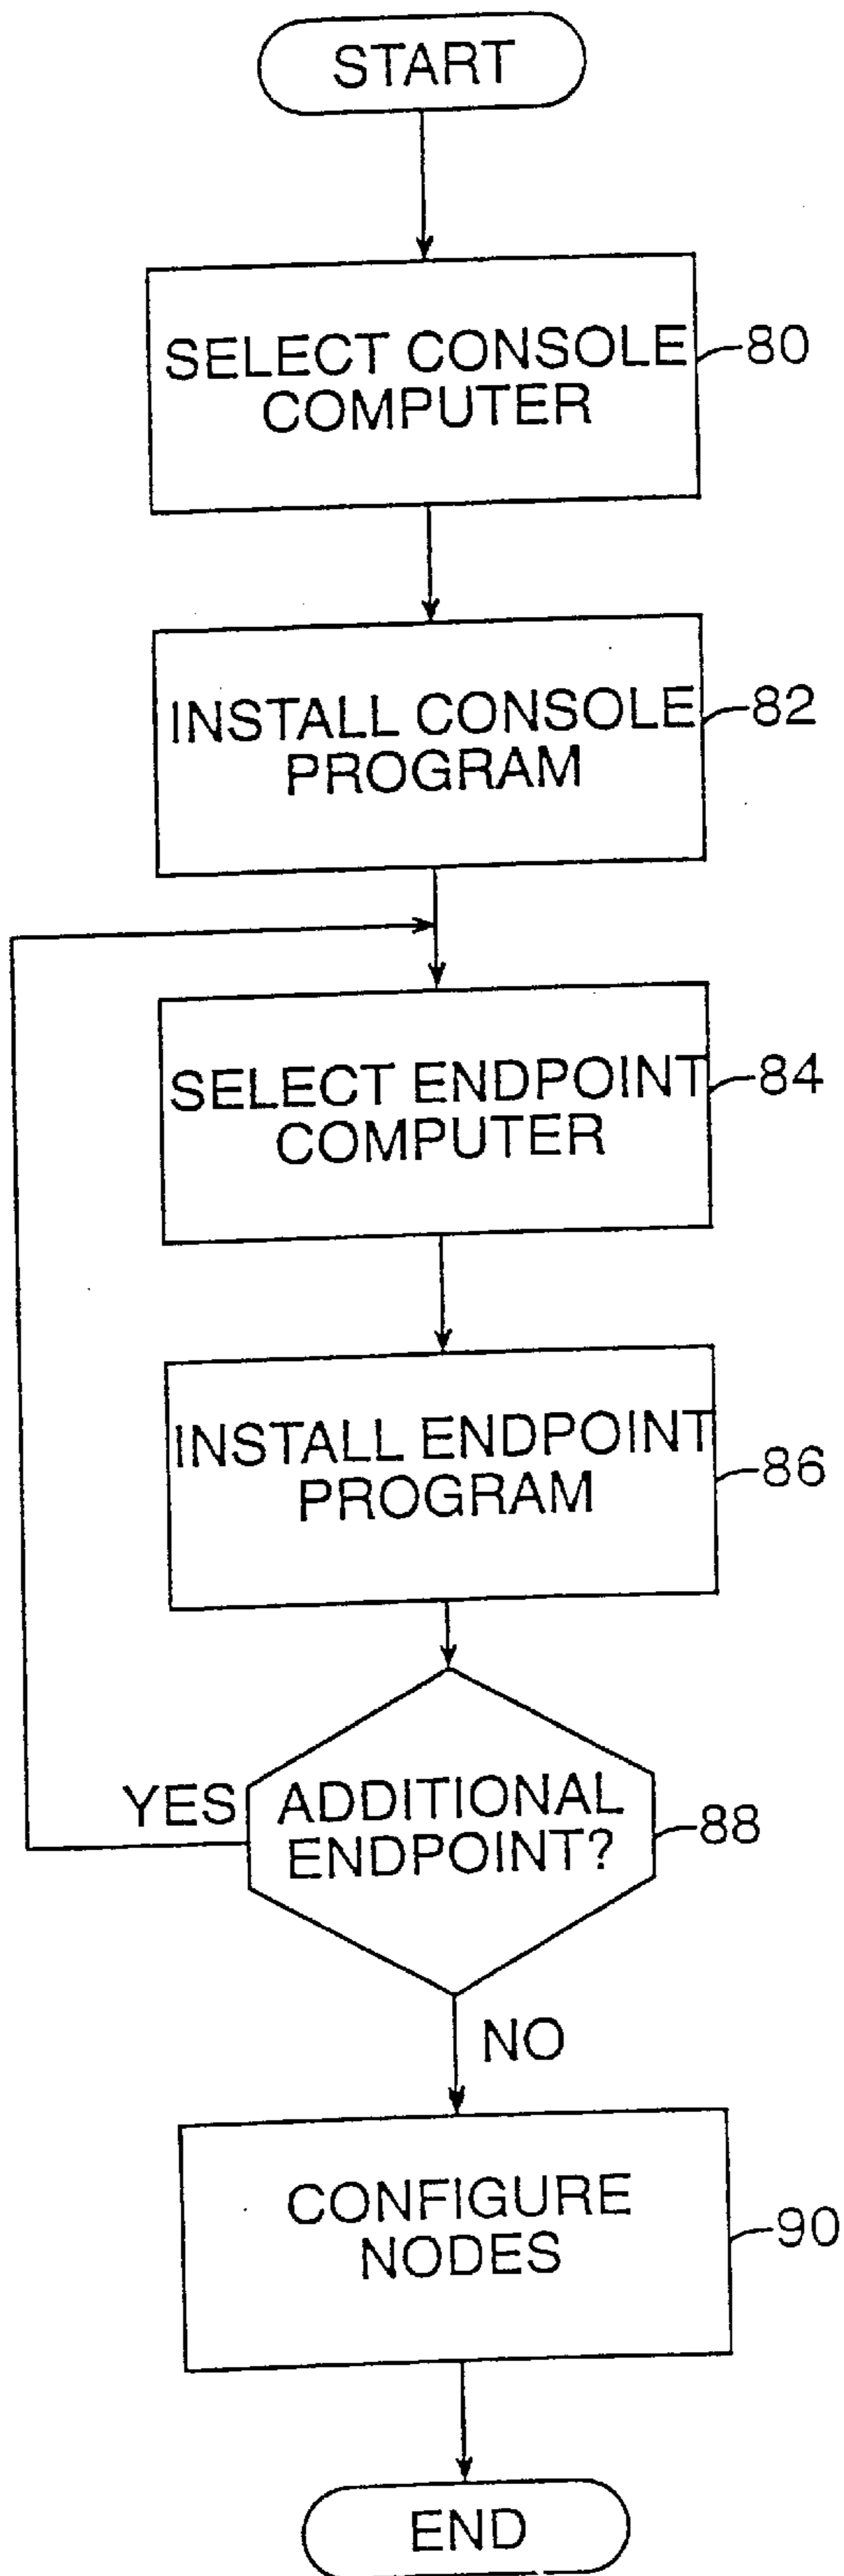 START
SELECT CONSOLE
COMPUTER
80
INSTALL CONSOLE
PROGRAM
82
SELECT ENDPOINT
COMPUTER
84
INSTALL ENDPOINT
PROGRAM
86
YES
ADDITIONAL
ENDPOINT?
88
NO
CONFIGURE
NODES
90
END